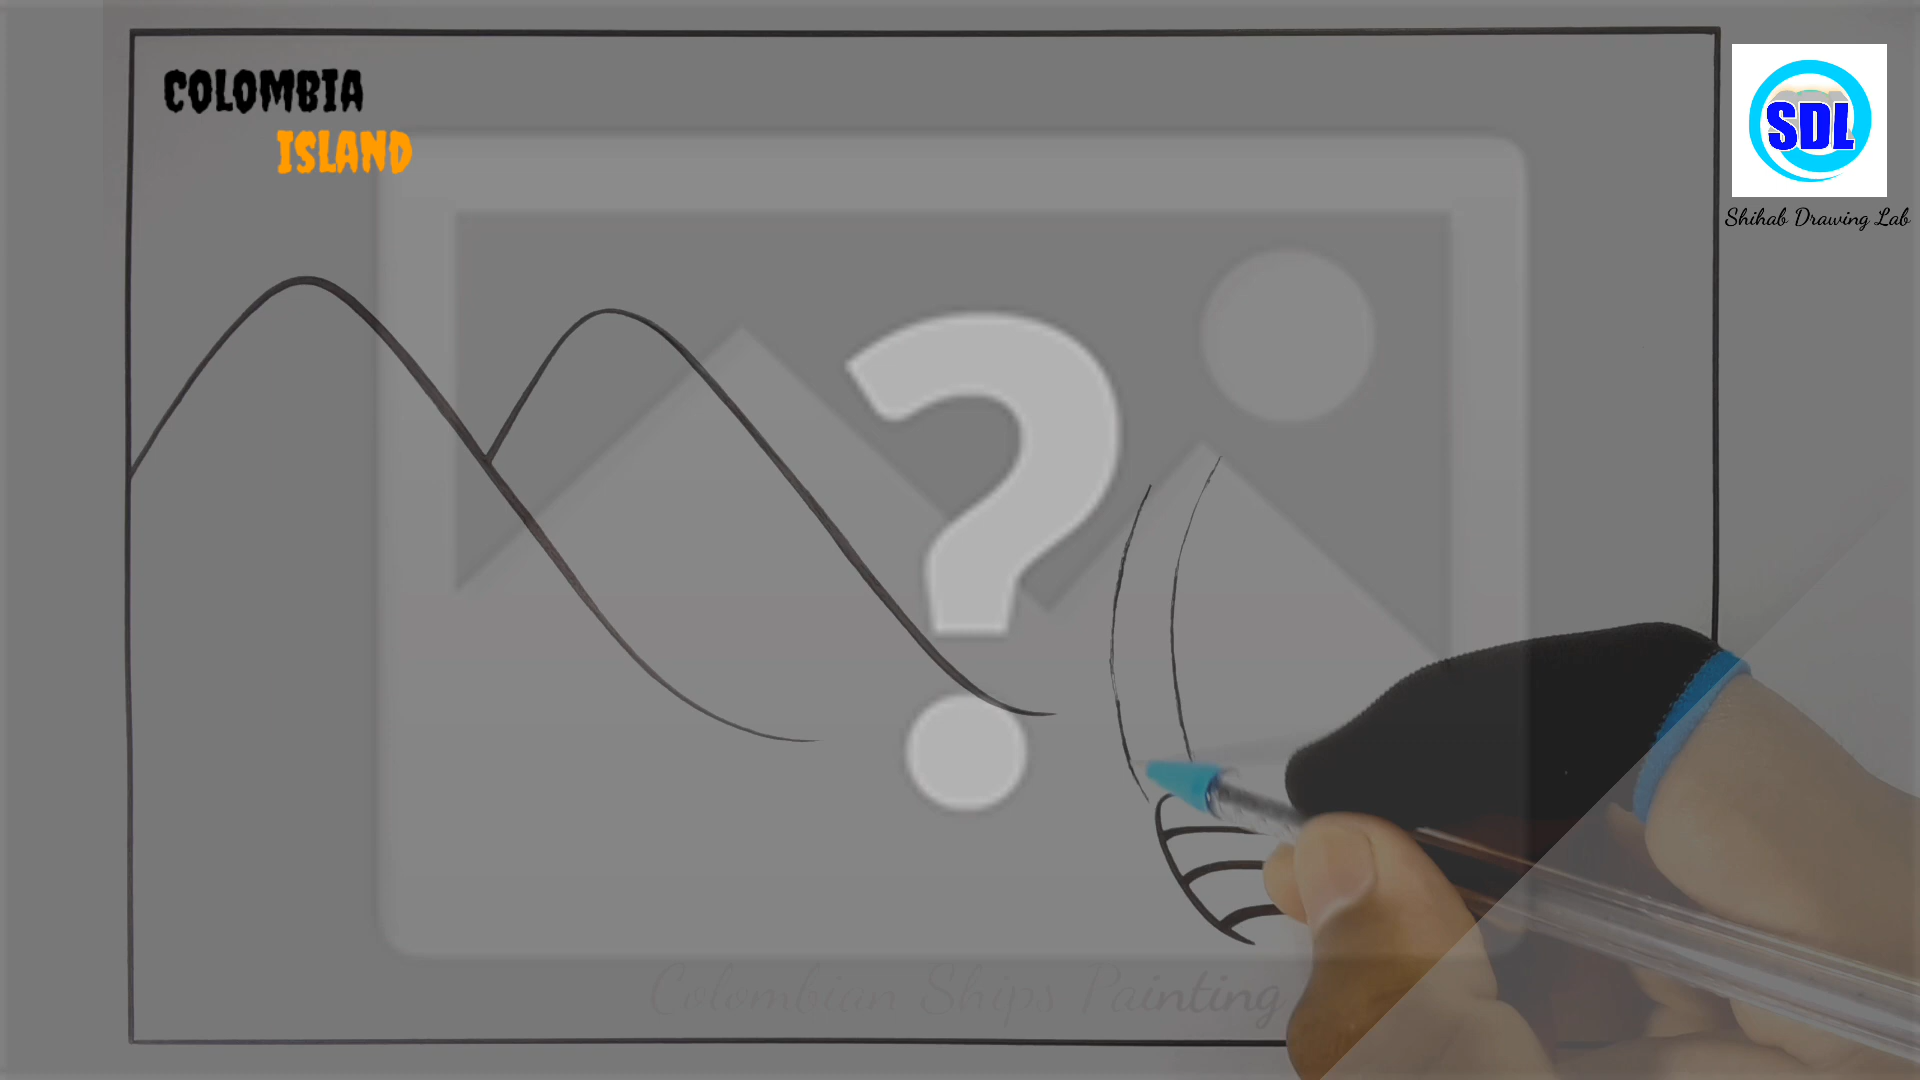 COLOMBIA
ISLAND
SDL
Shihab Drawing Lab
Colombian Ships Painting